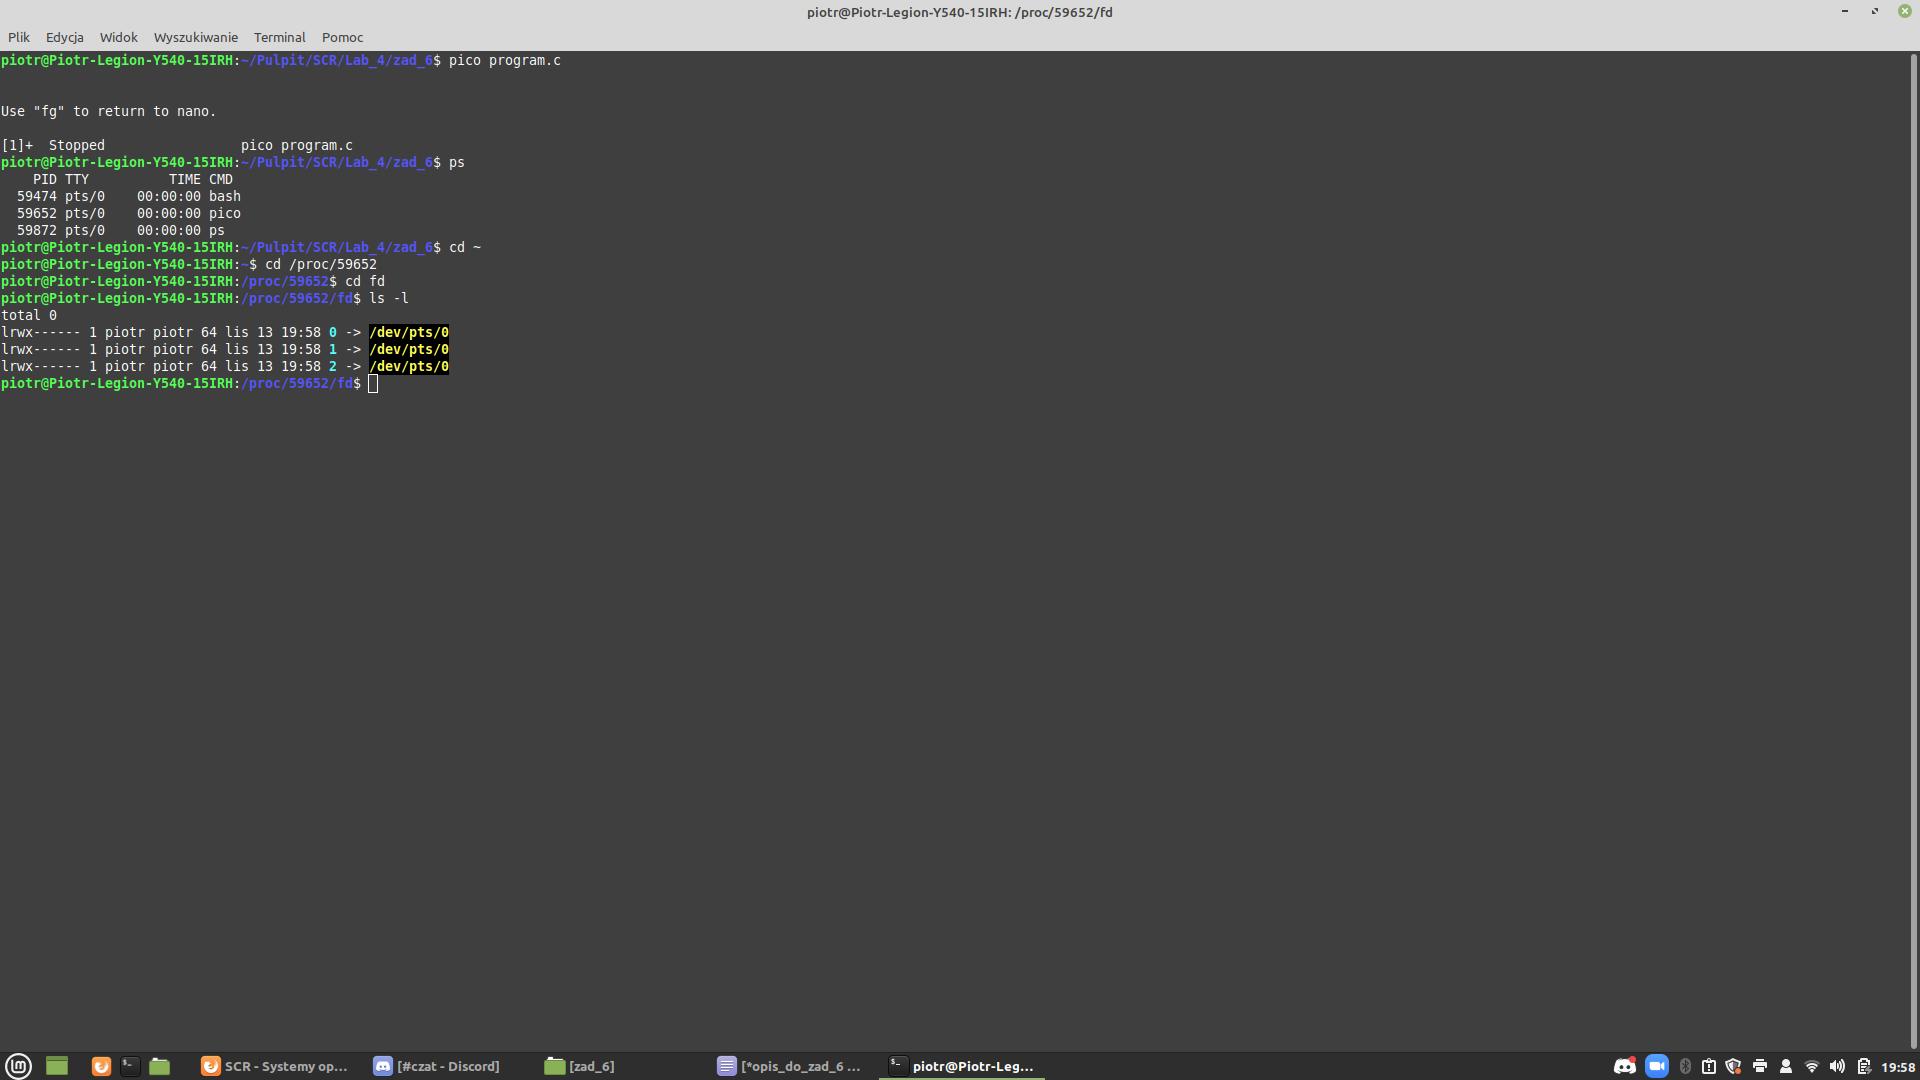 piotr@Piotr-Legion-Y540-15IRH: /proc/59652/fd
Plik Edycja Widok Wyszukiwanie Terminal Pomoc
piotr@Piotr-Legion-Y540-15IRH:~/Pulpit/SCR/Lab_4/zad_6$ pico program.c
Use "fg" to return to nano.
[1]+  Stopped                 pico program.c
piotr@Piotr-Legion-Y540-15IRH:~/Pulpit/SCR/Lab_4/zad_6$ ps
    PID TTY          TIME CMD
  59474 pts/0    00:00:00 bash
  59652 pts/0    00:00:00 pico
  59872 pts/0    00:00:00 ps
piotr@Piotr-Legion-Y540-15IRH:~/Pulpit/SCR/Lab_4/zad_6$ cd ~
piotr@Piotr-Legion-Y540-15IRH:~$ cd /proc/59652
piotr@Piotr-Legion-Y540-15IRH:/proc/59652$ cd fd
piotr@Piotr-Legion-Y540-15IRH:/proc/59652/fd$ ls -l
total 0
lrwx------ 1 piotr piotr 64 lis 13 19:58 0 -> /dev/pts/0
lrwx------ 1 piotr piotr 64 lis 13 19:58 1 -> /dev/pts/0
lrwx------ 1 piotr piotr 64 lis 13 19:58 2 -> /dev/pts/0
piotr@Piotr-Legion-Y540-15IRH:/proc/59652/fd$
SCR - Systemy op... [#czat - Discord] [zad_6] [*opis_do_zad_6 ... piotr@Piotr-Leg... 19:58